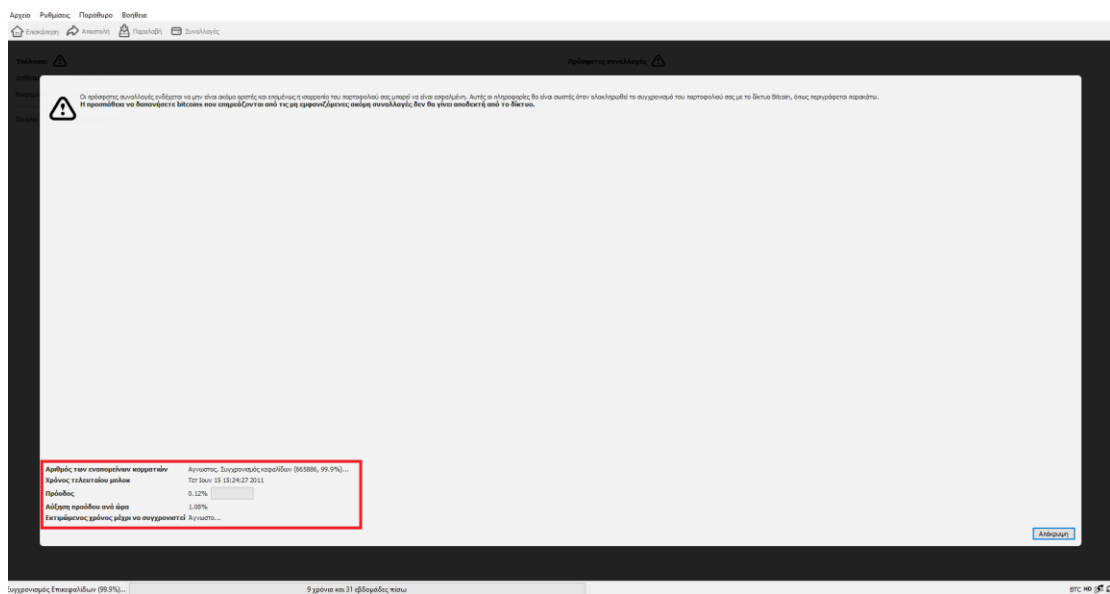 Αρχείο Ρυθμίσεις Παράθυρο Βοήθεια
Επισκόπηση Αποστολή Παραλαβή Συναλλαγές
Υπόλοιπο Πρόσφατες συναλλαγές
Οι πρόσφατες συναλλαγές ενδέχεται να μην είναι ακόμα ορατές και επομένως η ισορροπία του πορτοφολιού σας μπορεί να είναι εσφαλμένη. Αυτές οι πληροφορίες θα είναι σωστές όταν ολοκληρωθεί το συγχρονισμό του πορτοφολιού σας με το δίκτυο Bitcoin, όπως περιγράφεται παρακάτω.
Η προσπάθεια να δαπανήσετε bitcoins που επηρεάζονται από τις μη εμφανιζόμενες ακόμη συναλλαγές δεν θα γίνει αποδεκτή από το δίκτυο.
Αριθμός των εναπομείνων κομματιών Άγνωστος. Συγχρονισμός κεφαλίδων (665886, 99.9%)...
Χρόνος τελευταίου μπλοκ Τετ Ιουν 15 15:24:27 2011
Πρόοδος 0.12%
Αύξηση προόδου ανά ώρα 1.08%
Εκτιμώμενος χρόνος μέχρι να συγχρονιστεί Άγνωστο...
Απόκρυψη
Συγχρονισμός Επικεφαλίδων (99.9%)... 9 χρόνια και 31 εβδομάδες πίσω BTC HD